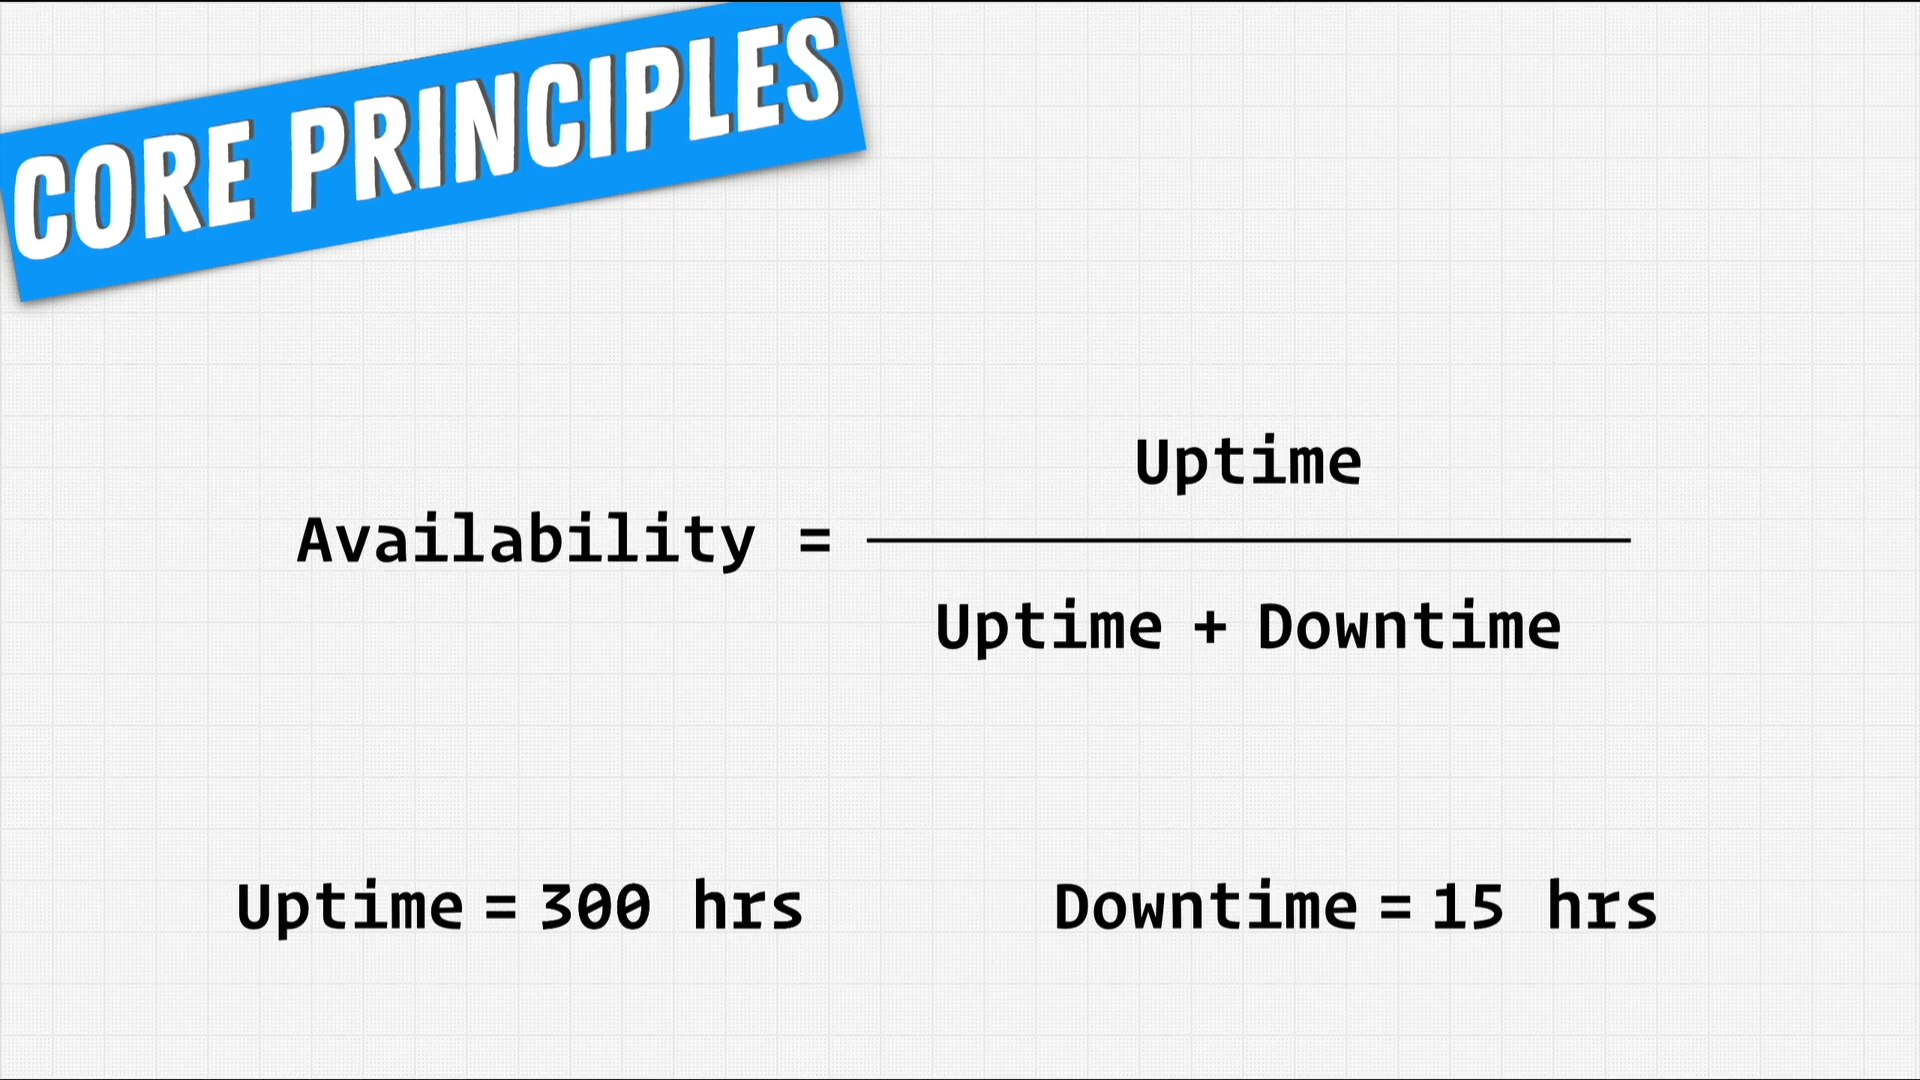 CORE PRINCIPLES
Uptime
Availability =
Uptime + Downtime
Uptime = 300 hrs
Downtime = 15 hrs